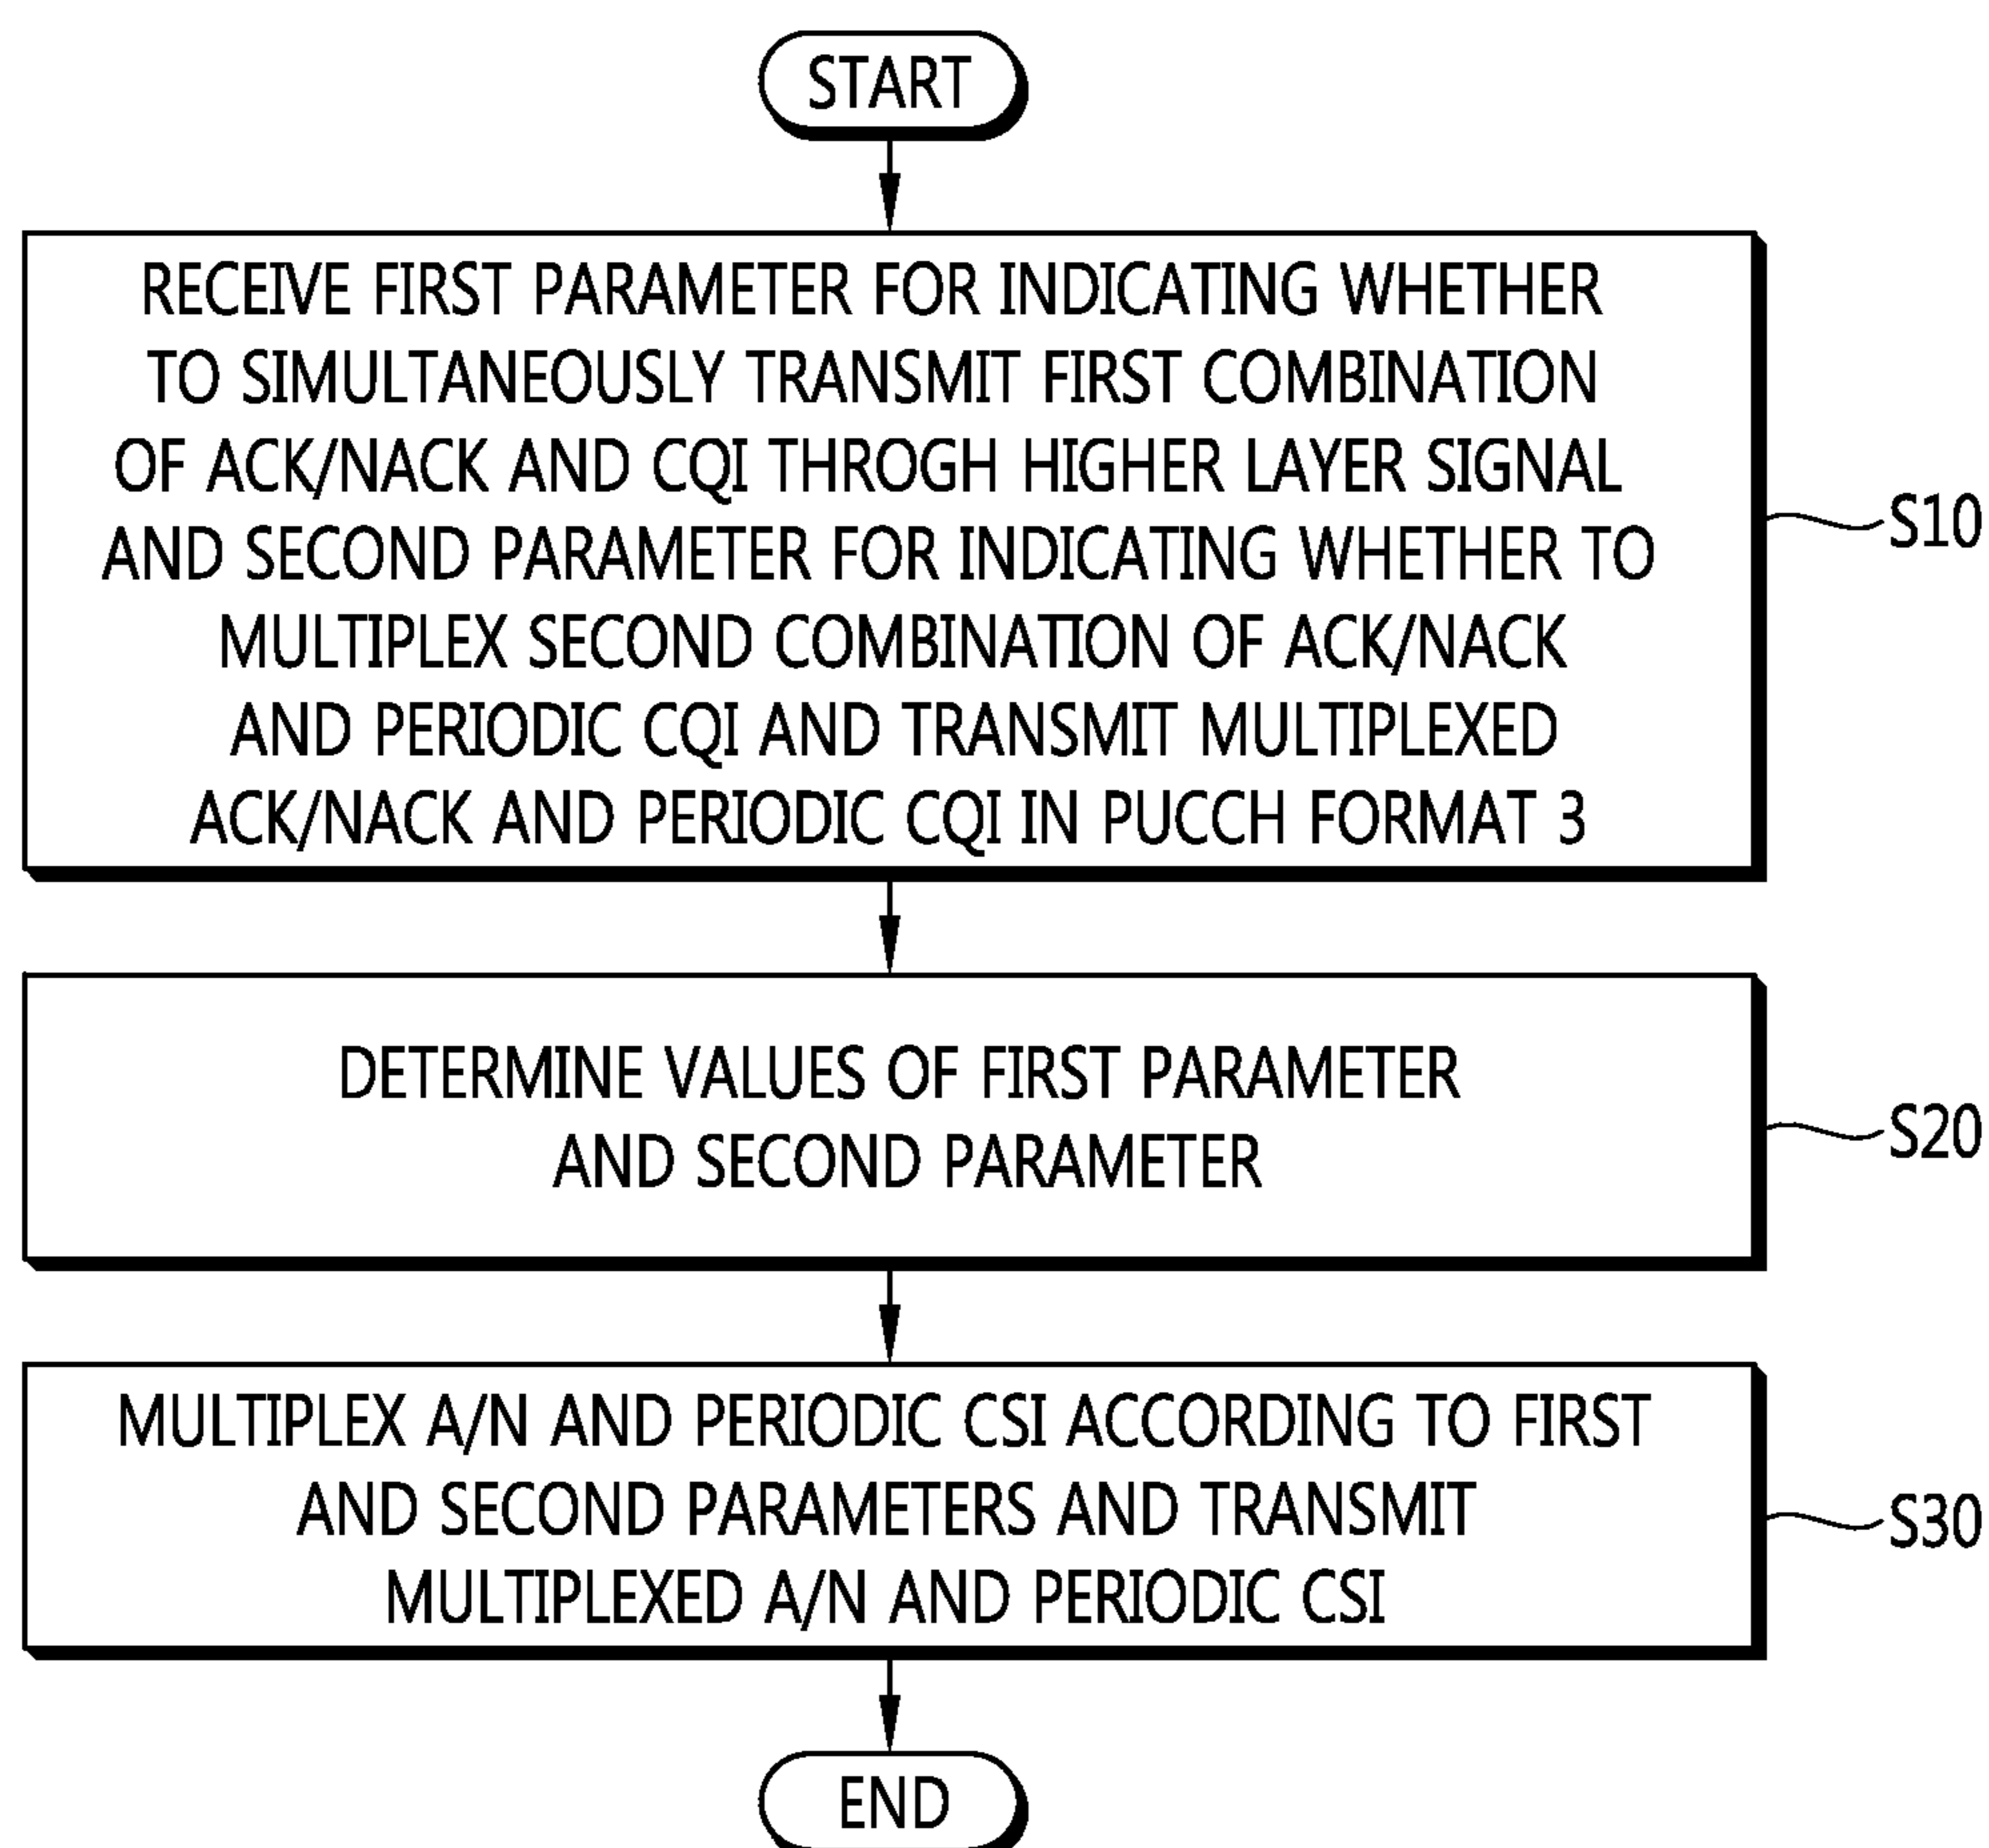 START
RECEIVE FIRST PARAMETER FOR INDICATING WHETHER
TO SIMULTANEOUSLY TRANSMIT FIRST COMBINATION
OF ACK/NACK AND CQI THROGH HIGHER LAYER SIGNAL
AND SECOND PARAMETER FOR INDICATING WHETHER TO
MULTIPLEX SECOND COMBINATION OF ACK/NACK
AND PERIODIC CQI AND TRANSMIT MULTIPLEXED
ACK/NACK AND PERIODIC CQI IN PUCCH FORMAT 3
S10
DETERMINE VALUES OF FIRST PARAMETER
AND SECOND PARAMETER
S20
MULTIPLEX A/N AND PERIODIC CSI ACCORDING TO FIRST
AND SECOND PARAMETERS AND TRANSMIT
MULTIPLEXED A/N AND PERIODIC CSI
S30
END